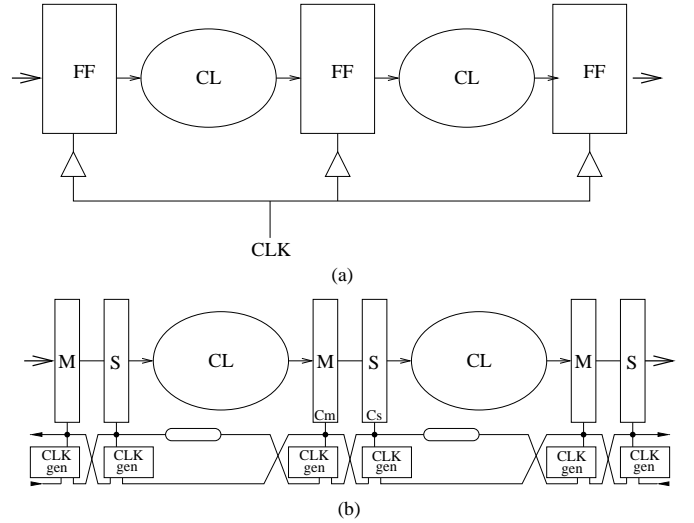 FF CL FF CL FF
CLK
(a)
M S CL M S CL M S
Cm Cs
CLK gen CLK gen CLK gen CLK gen CLK gen CLK gen
(b)